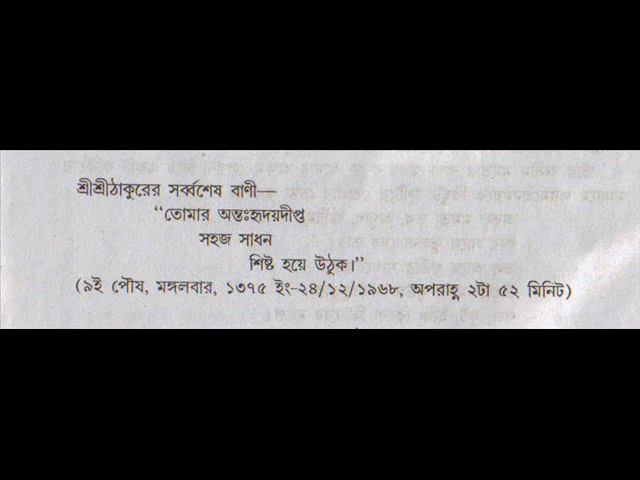 শ্রীশ্রীঠাকুরের সর্ব্বশেষ বাণী—
“তোমার অন্তঃহৃদয়দীপ্ত
সহজ সাধন
শিষ্ট হয়ে উঠুক।”
(৯ই পৌষ, মঙ্গলবার, ১৩৭৫ ইং-২৪/১২/১৯৬৮, অপরাহ্ণ ২টা ৫২ মিনিট)